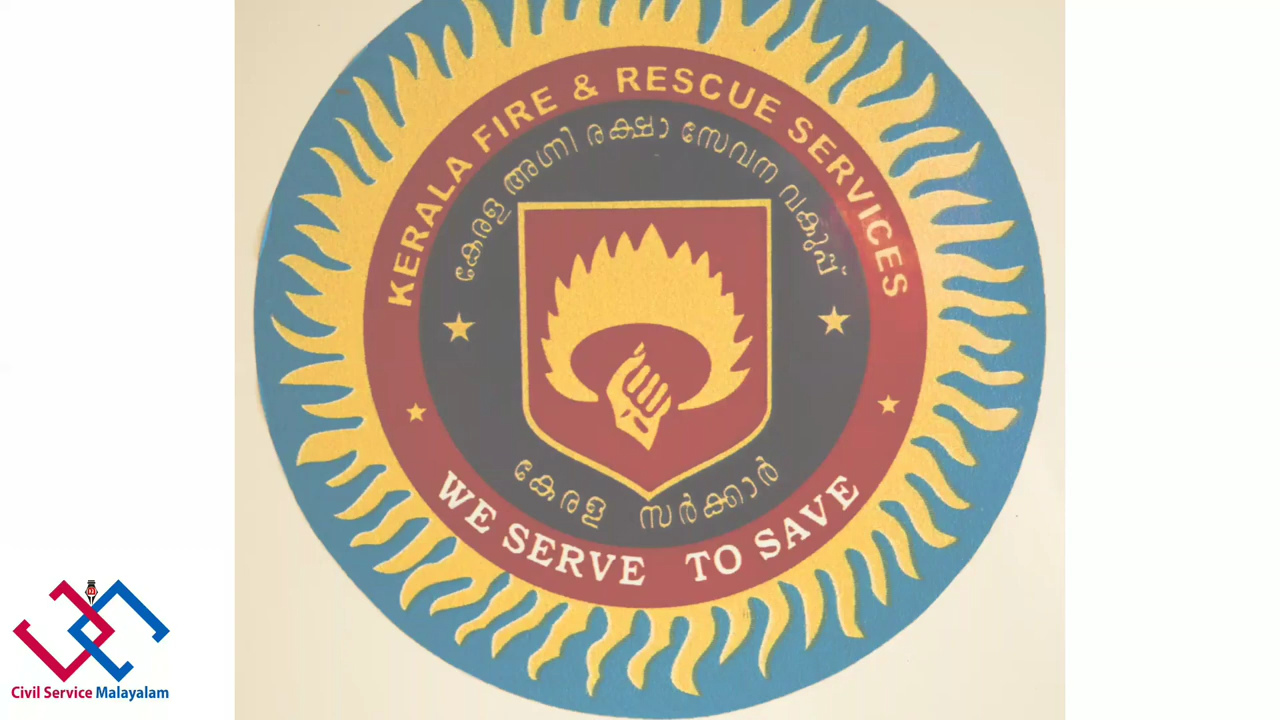 KERALA FIRE & RESCUE SERVICES
കേരള അഗ്നി രക്ഷാ സേവന വകുപ്പ്
കേരള സർക്കാർ
WE SERVE TO SAVE
Civil Service Malayalam